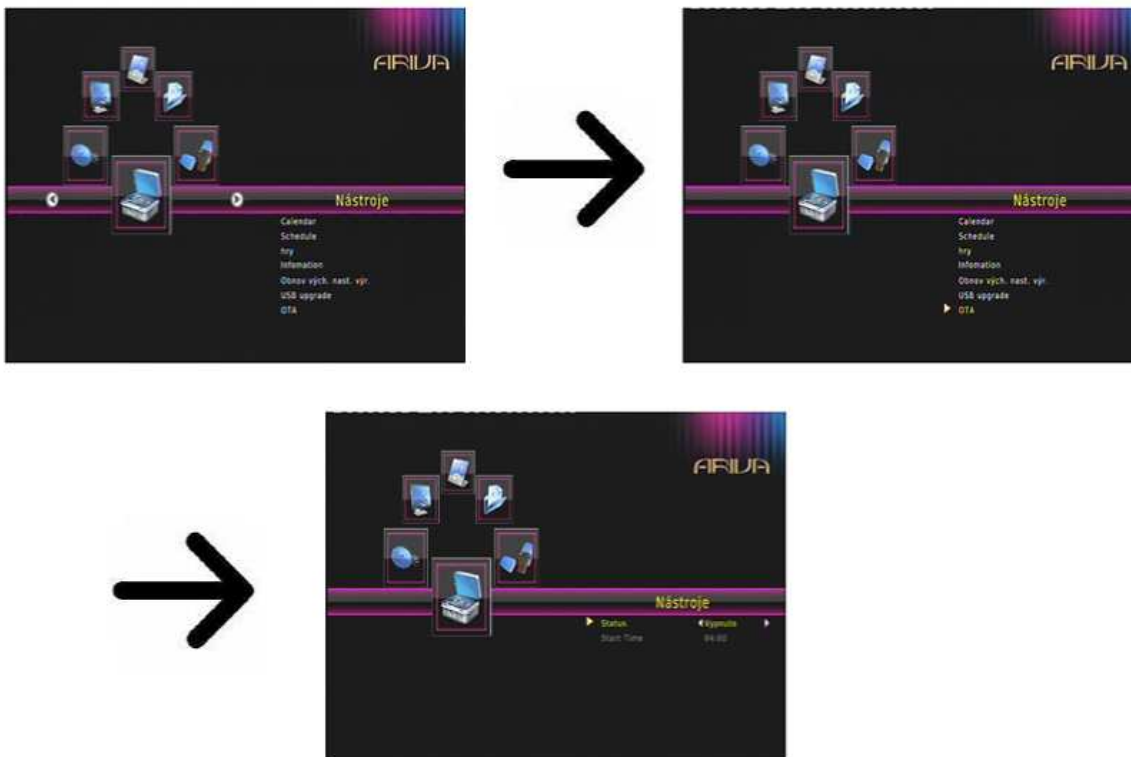 ARIVA
Nástroje
Calendar
Schedule
hry
Infomation
Obnov vých. nast. výr.
USB upgrade
OTA
ARIVA
Nástroje
Calendar
Schedule
hry
Infomation
Obnov vých. nast. výr.
USB upgrade
OTA
ARIVA
Nástroje
Status Vypnuto
Start Time